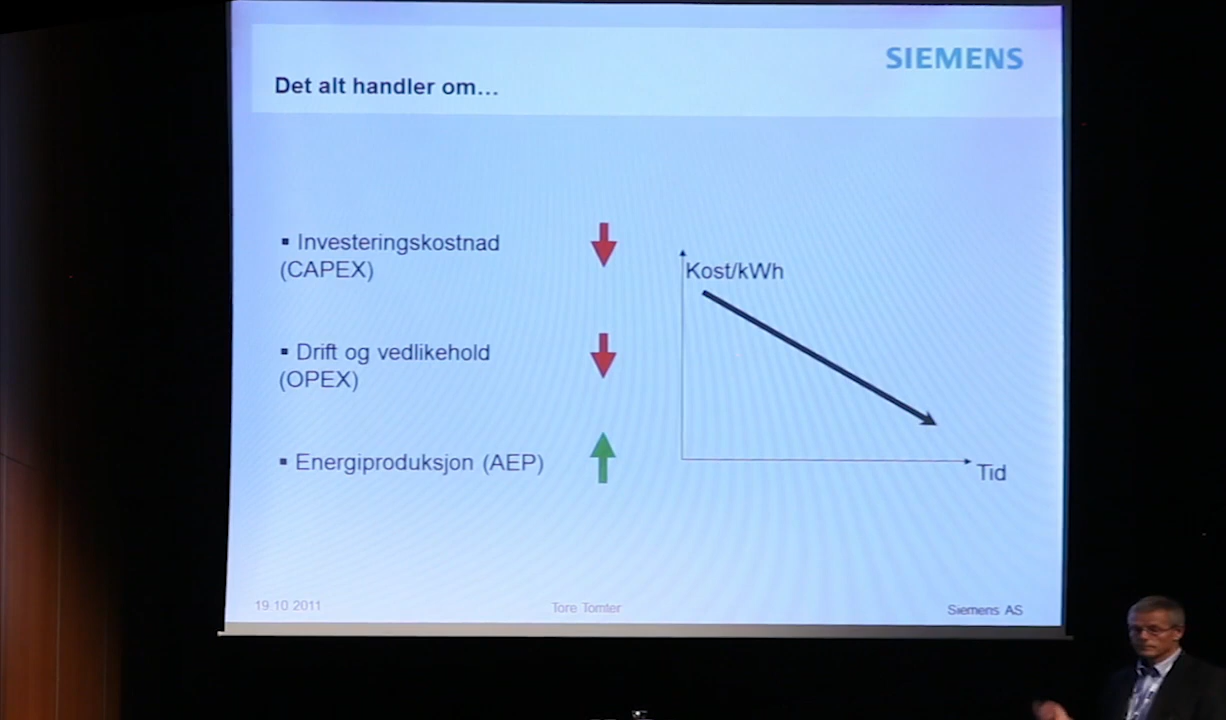 SIEMENS
Det alt handler om...
▪ Investeringskostnad
(CAPEX)
▪ Drift og vedlikehold
(OPEX)
▪ Energiproduksjon (AEP)
Kost/kWh
Tid
19.10.2011
Tore Tomter
Siemens AS